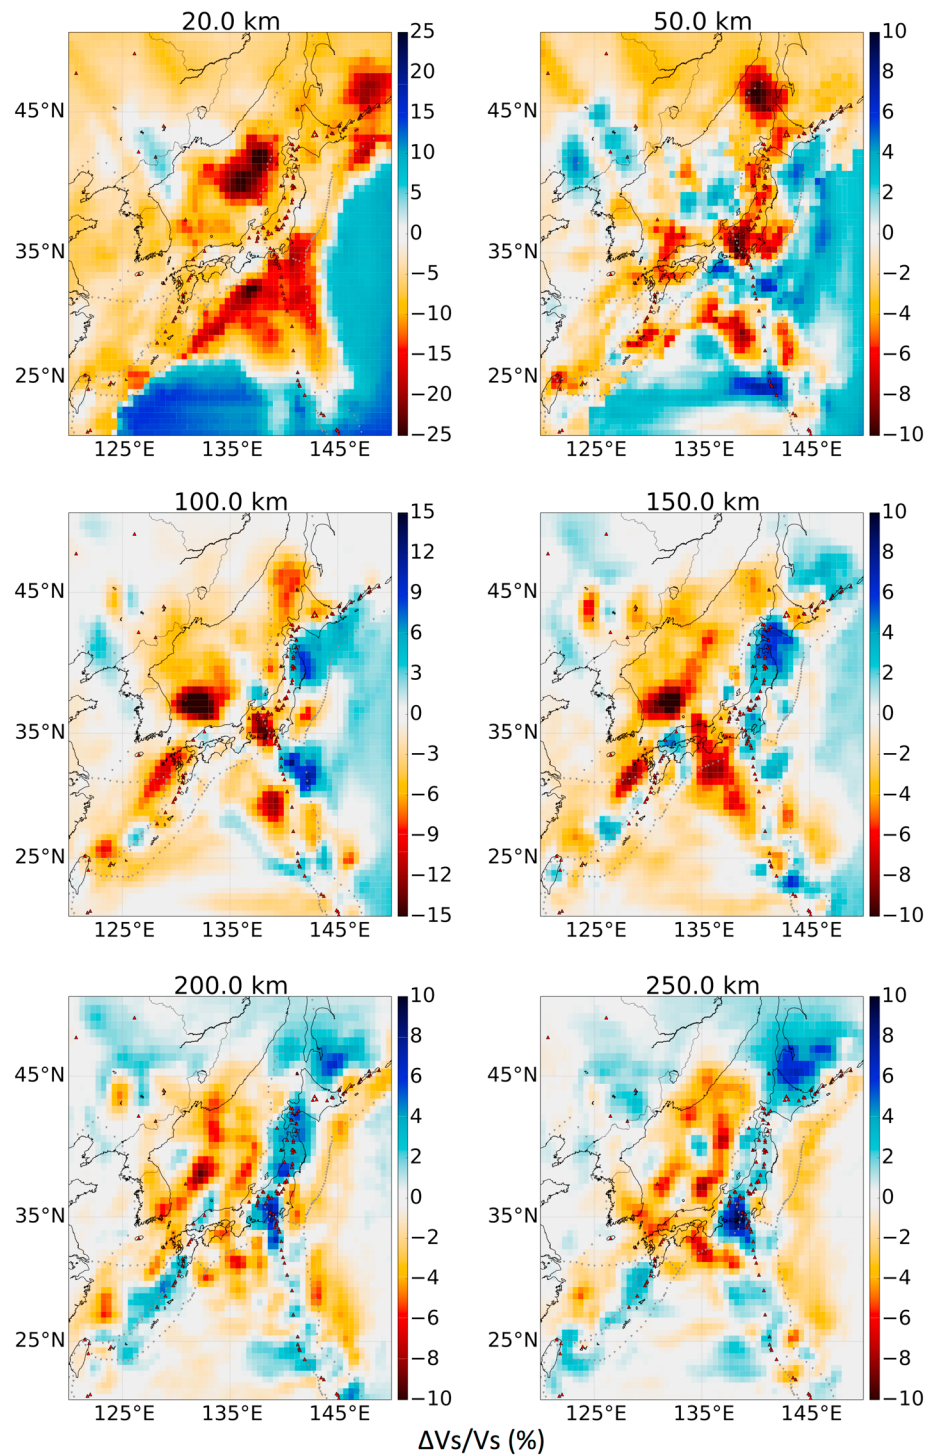 20.0 km
50.0 km
45°N
35°N
25°N
125°E
135°E
145°E
25
20
15
10
5
0
−5
−10
−15
−20
−25
45°N
35°N
25°N
125°E
135°E
145°E
10
8
6
4
2
0
−2
−4
−6
−8
−10
100.0 km
150.0 km
45°N
35°N
25°N
125°E
135°E
145°E
15
12
9
6
3
0
−3
−6
−9
−12
−15
45°N
35°N
25°N
125°E
135°E
145°E
10
8
6
4
2
0
−2
−4
−6
−8
−10
200.0 km
250.0 km
45°N
35°N
25°N
125°E
135°E
145°E
10
8
6
4
2
0
−2
−4
−6
−8
−10
45°N
35°N
25°N
125°E
135°E
145°E
10
8
6
4
2
0
−2
−4
−6
−8
−10
ΔVs/Vs (%)